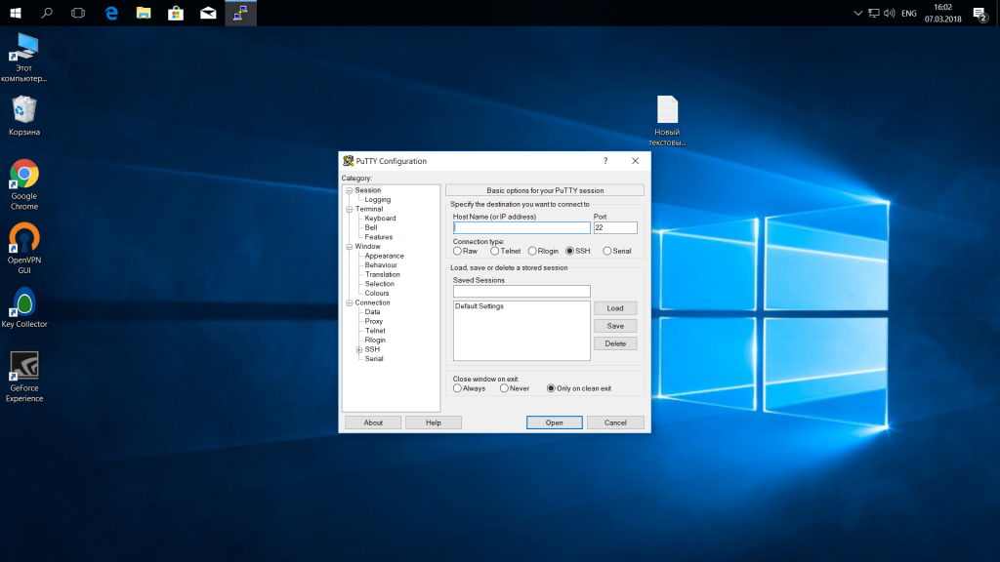 ENG
16:02
07.03.2018
2
Этот
компьютер...
Корзина
Google
Chrome
OpenVPN
GUI
Key Collector
GeForce
Experience
Новый
текстовы...
PuTTY Configuration
?
Category:
Session
Logging
Terminal
Keyboard
Bell
Features
Window
Appearance
Behaviour
Translation
Selection
Colours
Connection
Data
Proxy
Telnet
Rlogin
SSH
Serial
Basic options for your PuTTY session
Specify the destination you want to connect to
Host Name (or IP address) Port
22
Connection type:
Raw Telnet Rlogin SSH Serial
Load, save or delete a stored session
Saved Sessions
Default Settings
Load
Save
Delete
Close window on exit:
Always Never Only on clean exit
About Help Open Cancel